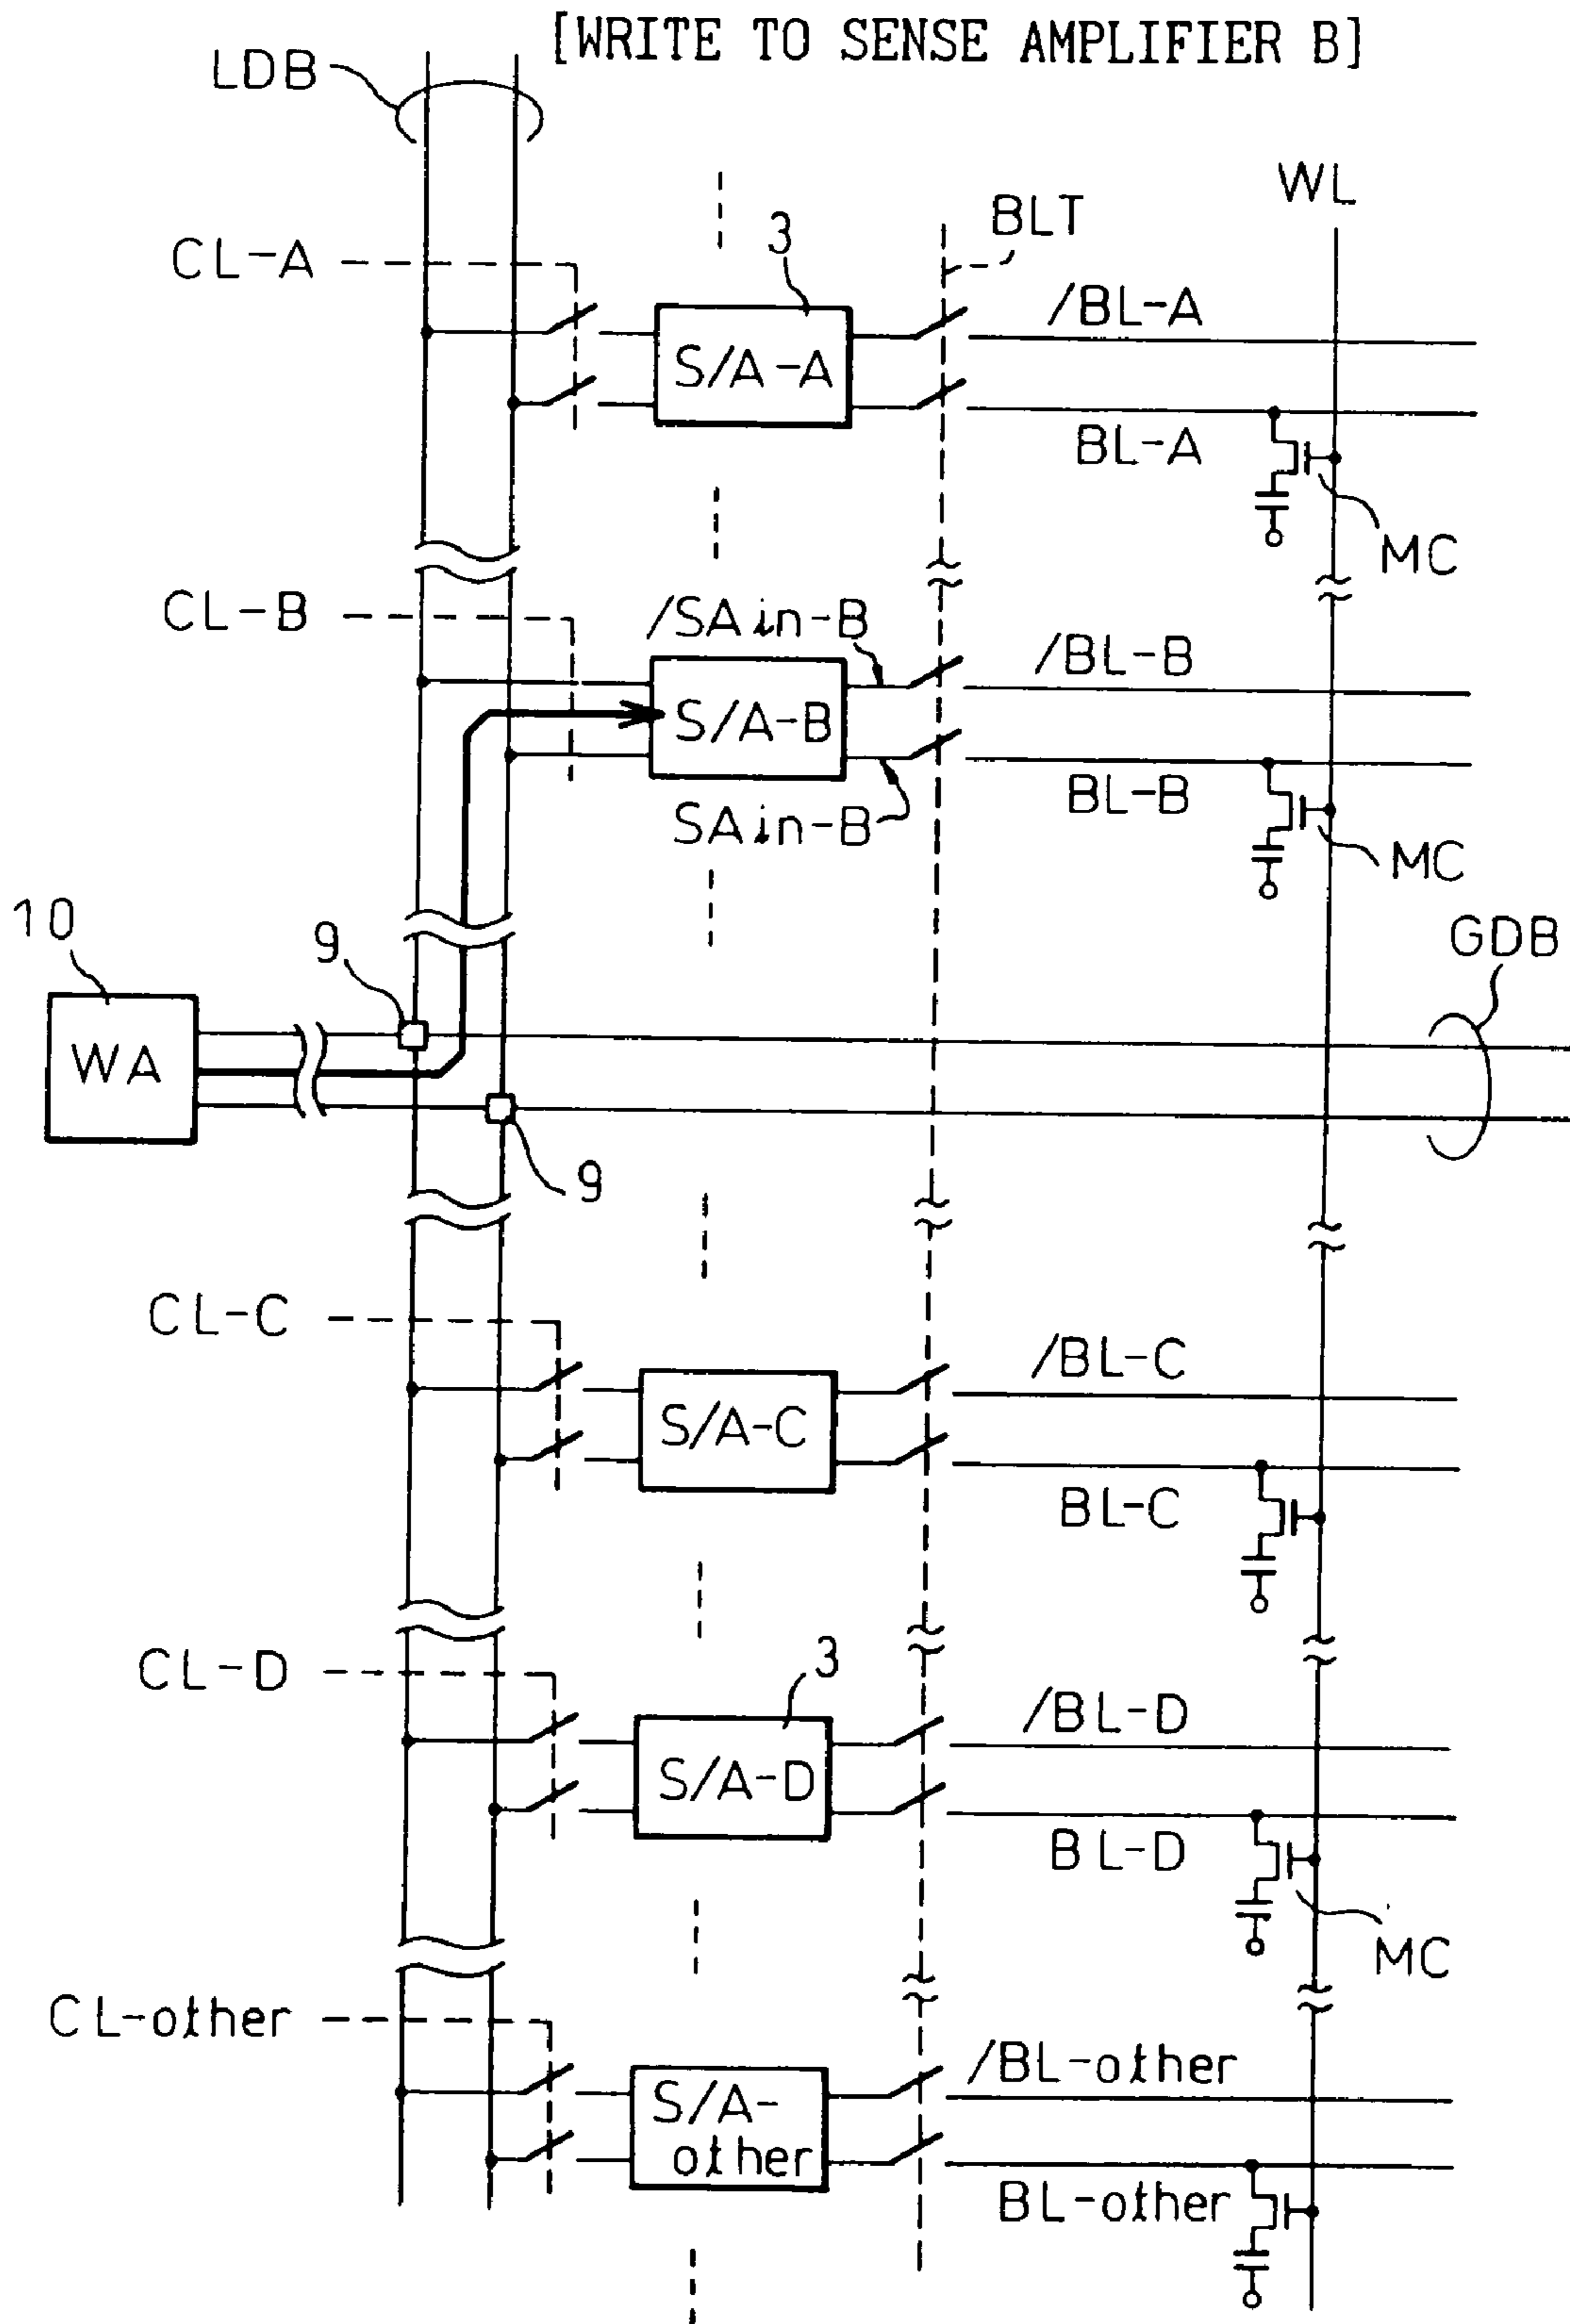 [WRITE TO SENSE AMPLIFIER B]
LDB
WL
BLT
3
CL-A
/BL-A
S/A-A
BL-A
MC
CL-B
/SAin-B
/BL-B
S/A-B
BL-B
SAin-B
MC
10
9
GDB
WA
9
CL-C
/BL-C
S/A-C
BL-C
CL-D
3
/BL-D
S/A-D
BL-D
MC
CL-other
/BL-other
S/A-
other
BL-other